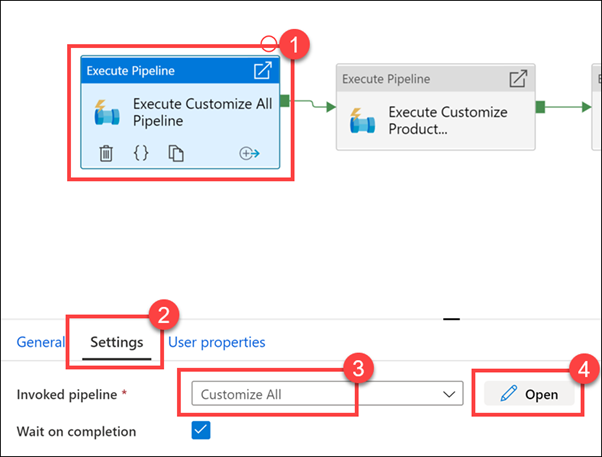 1
Execute Pipeline
Execute Customize All
Pipeline
{}
Execute Pipeline
Execute Customize
Product...
2
General
Settings
User properties
3
4
Invoked pipeline *
Customize All
Open
Wait on completion